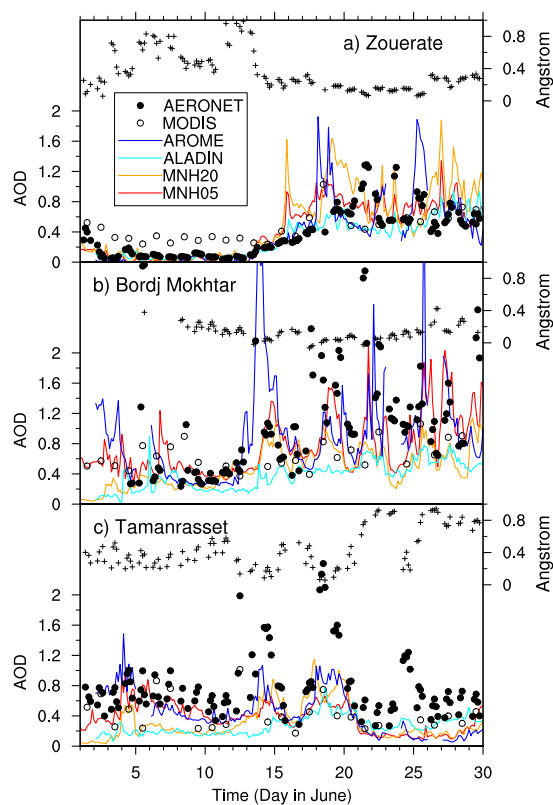 a) Zouerate
0.8
0.4
0
Angstrom
AERONET
MODIS
AROME
ALADIN
MNH20
MNH05
2
1.6
1.2
0.8
0.4
0
AOD
b) Bordj Mokhtar
0.8
0.4
0
Angstrom
2
1.6
1.2
0.8
0.4
0
AOD
c) Tamanrasset
0.8
0.4
0
Angstrom
2
1.6
1.2
0.8
0.4
0
AOD
5 10 15 20 25 30
Time (Day in June)